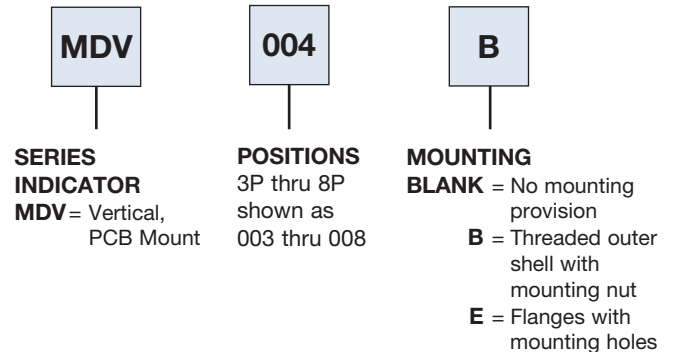 MDV
004
B
SERIES
INDICATOR
MDV = Vertical,
PCB Mount
POSITIONS
3P thru 8P
shown as
003 thru 008
MOUNTING
BLANK = No mounting
provision
B = Threaded outer
shell with
mounting nut
E = Flanges with
mounting holes